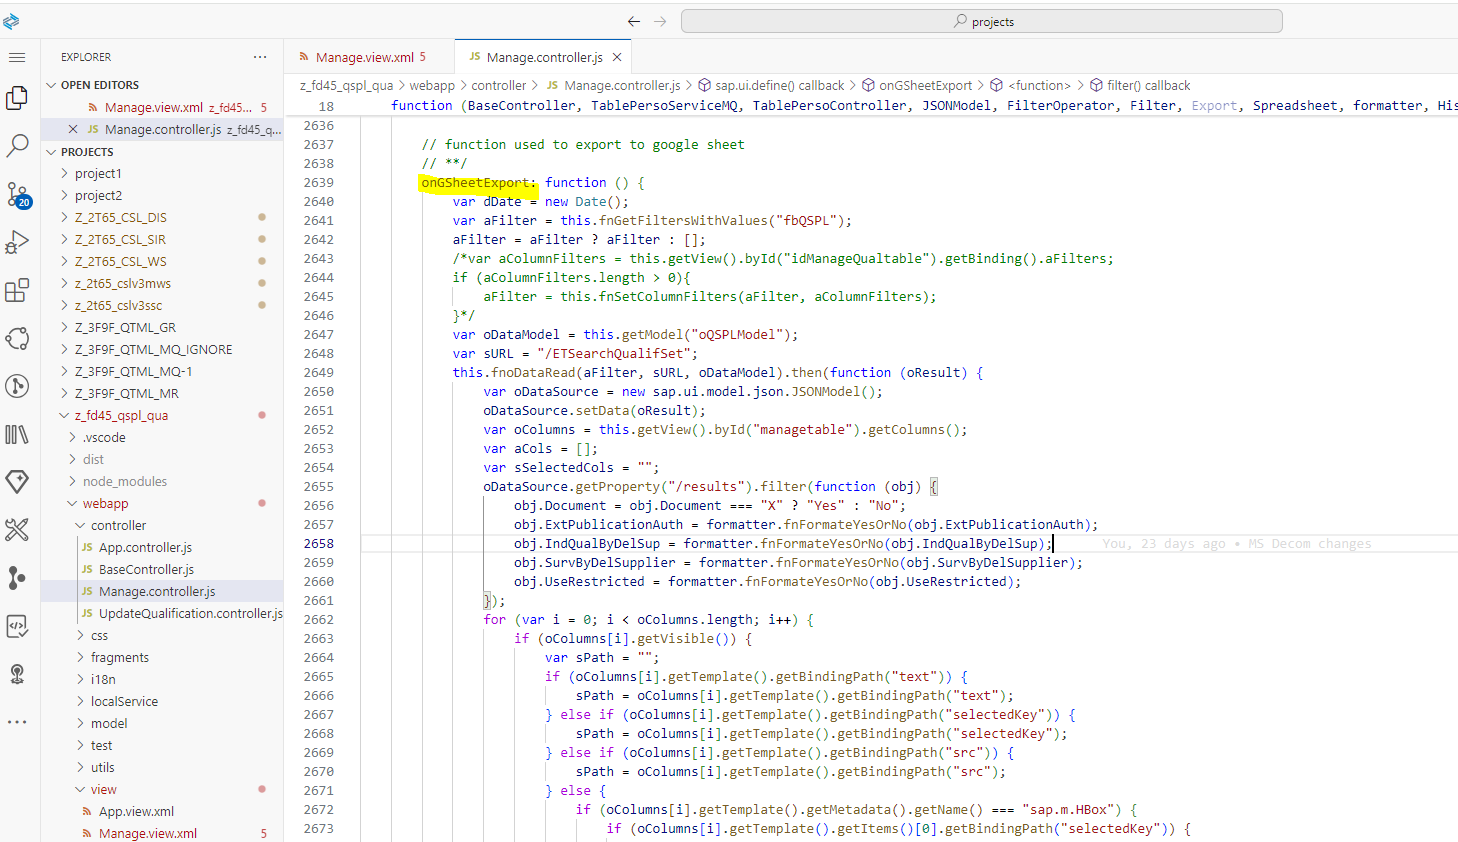 projects
EXPLORER
OPEN EDITORS
Manage.view.xml z_fd45... 5
JS Manage.controller.js z_fd45_q...
PROJECTS
project1
project2
Z_2T65_CSL_DIS
Z_2T65_CSL_SIR
Z_2T65_CSL_WS
z_2t65_cslv3mws
z_2t65_cslv3ssc
Z_3F9F_QTML_GR
Z_3F9F_QTML_MQ_IGNORE
Z_3F9F_QTML_MQ-1
Z_3F9F_QTML_MR
z_fd45_qspl_qua
.vscode
dist
node_modules
webapp
controller
JS App.controller.js
JS BaseController.js
JS Manage.controller.js
JS UpdateQualification.controller.js
css
fragments
i18n
localService
model
test
utils
view
App.view.xml
Manage.view.xml 5
20
Manage.view.xml 5
JS Manage.controller.js
z_fd45_qspl_qua > webapp > controller > JS Manage.controller.js > sap.ui.define() callback > onGSheetExport > <function> > filter() callback
18 function (BaseController, TablePersoServiceMQ, TablePersoController, JSONModel, FilterOperator, Filter, Export, Spreadsheet, formatter, His
2636
2637 // function used to export to google sheet
2638 // **/
2639 onGSheetExport: function () {
2640 var dDate = new Date();
2641 var aFilter = this.fnGetFiltersWithValues("fbQSPL");
2642 aFilter = aFilter ? aFilter : [];
2643 /*var aColumnFilters = this.getView().byId("idManageQualtable").getBinding().aFilters;
2644 if (aColumnFilters.length > 0){
2645 aFilter = this.fnSetColumnFilters(aFilter, aColumnFilters);
2646 }*/
2647 var oDataModel = this.getModel("oQSPLModel");
2648 var sURL = "/ETSearchQualifSet";
2649 this.fnoDataRead(aFilter, sURL, oDataModel).then(function (oResult) {
2650 var oDataSource = new sap.ui.model.json.JSONModel();
2651 oDataSource.setData(oResult);
2652 var oColumns = this.getView().byId("managetable").getColumns();
2653 var aCols = [];
2654 var sSelectedCols = "";
2655 oDataSource.getProperty("/results").filter(function (obj) {
2656 obj.Document = obj.Document === "X" ? "Yes" : "No";
2657 obj.ExtPublicationAuth = formatter.fnFormateYesOrNo(obj.ExtPublicationAuth);
2658 obj.IndQualByDelSup = formatter.fnFormateYesOrNo(obj.IndQualByDelSup); You, 23 days ago • MS Decom changes
2659 obj.SurvByDelSupplier = formatter.fnFormateYesOrNo(obj.SurvByDelSupplier);
2660 obj.UseRestricted = formatter.fnFormateYesOrNo(obj.UseRestricted);
2661 });
2662 for (var i = 0; i < oColumns.length; i++) {
2663 if (oColumns[i].getVisible()) {
2664 var sPath = "";
2665 if (oColumns[i].getTemplate().getBindingPath("text")) {
2666 sPath = oColumns[i].getTemplate().getBindingPath("text");
2667 } else if (oColumns[i].getTemplate().getBindingPath("selectedKey")) {
2668 sPath = oColumns[i].getTemplate().getBindingPath("selectedKey");
2669 } else if (oColumns[i].getTemplate().getBindingPath("src")) {
2670 sPath = oColumns[i].getTemplate().getBindingPath("src");
2671 } else {
2672 if (oColumns[i].getTemplate().getMetadata().getName() === "sap.m.HBox") {
2673 if (oColumns[i].getTemplate().getItems()[0].getBindingPath("selectedKey")) {